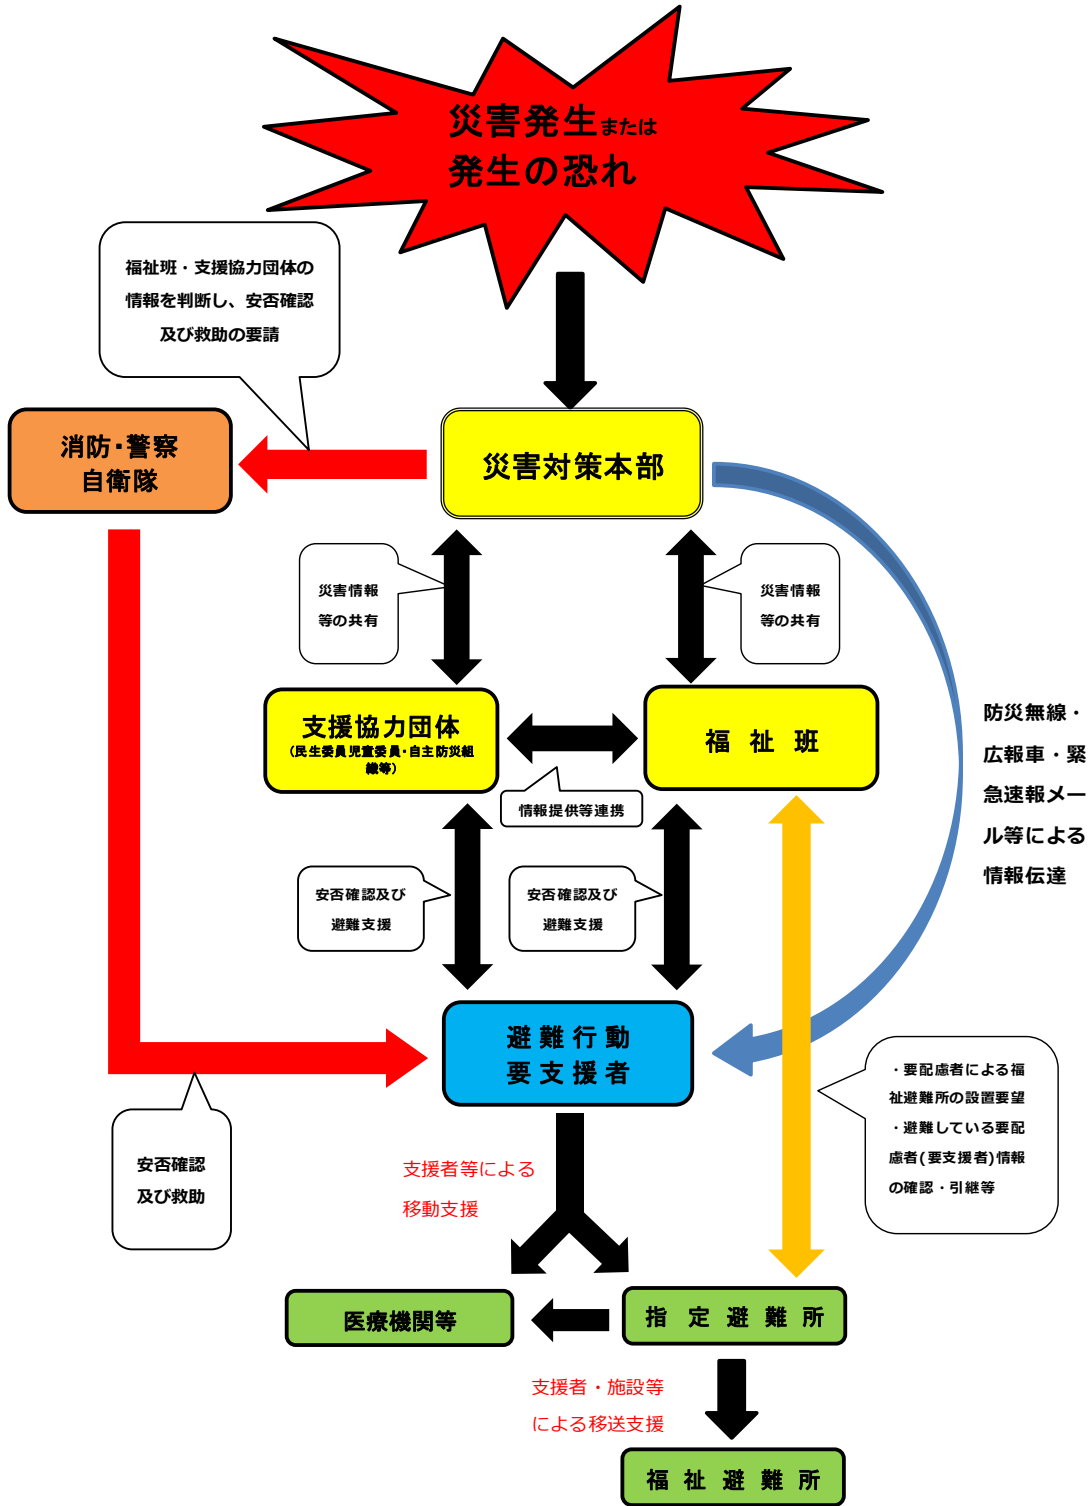 災害発生または
発生の恐れ
福祉班・支援協力団体の
情報を判断し、安否確認
及び救助の要請
消防・警察
自衛隊
災害対策本部
災害情報
等の共有
災害情報
等の共有
支援協力団体
（民生委員児童委員・自主防災組
織等）
福祉班
情報提供等連携
防災無線・
広報車・緊
急速報メー
ル等による
情報伝達
安否確認及び
避難支援
安否確認及び
避難支援
避難行動
要支援者
・要配慮者による福
祉避難所の設置要望
・避難している要配
慮者(要支援者)情報
の確認・引継等
安否確認
及び救助
支援者等による
移動支援
医療機関等
指定避難所
支援者・施設等
による移送支援
福祉避難所